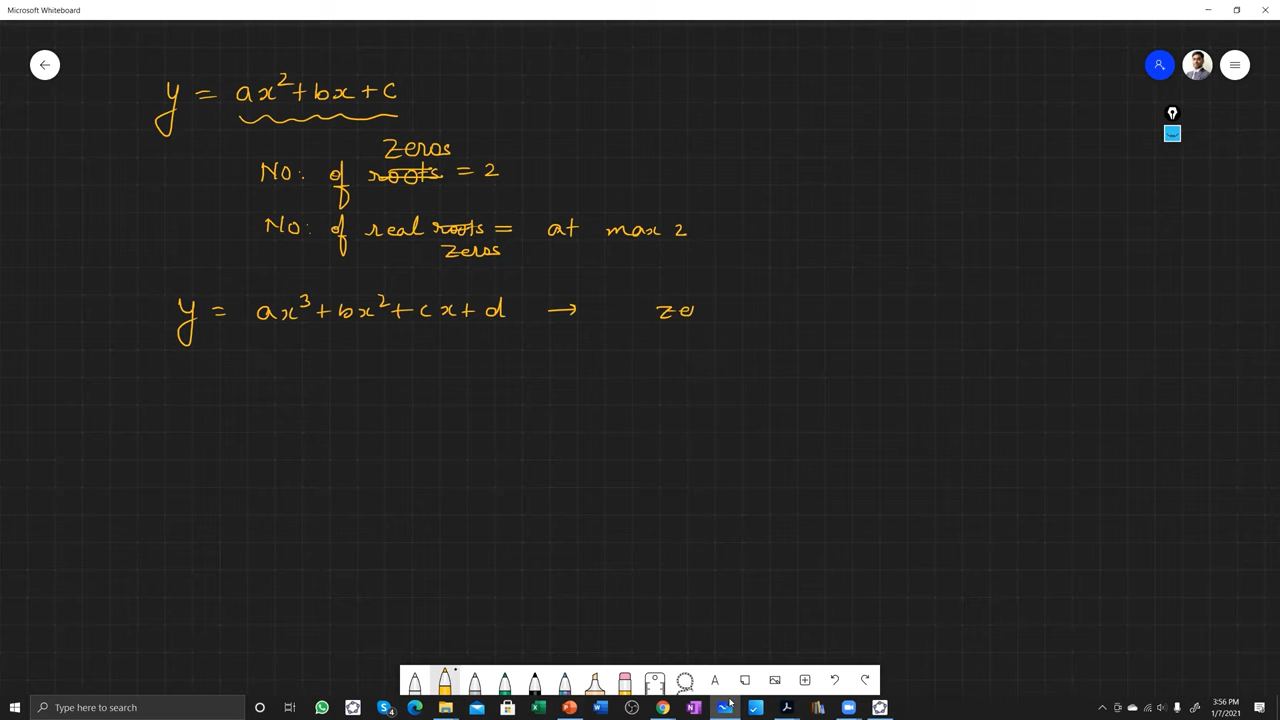 Microsoft Whiteboard
y = ax²+bx+c
Zeros
No: of roots = 2
No: of real roots = at max 2
Zeros
y = ax³+bx²+cx+d → ze
Type here to search
3:56 PM
1/7/2021